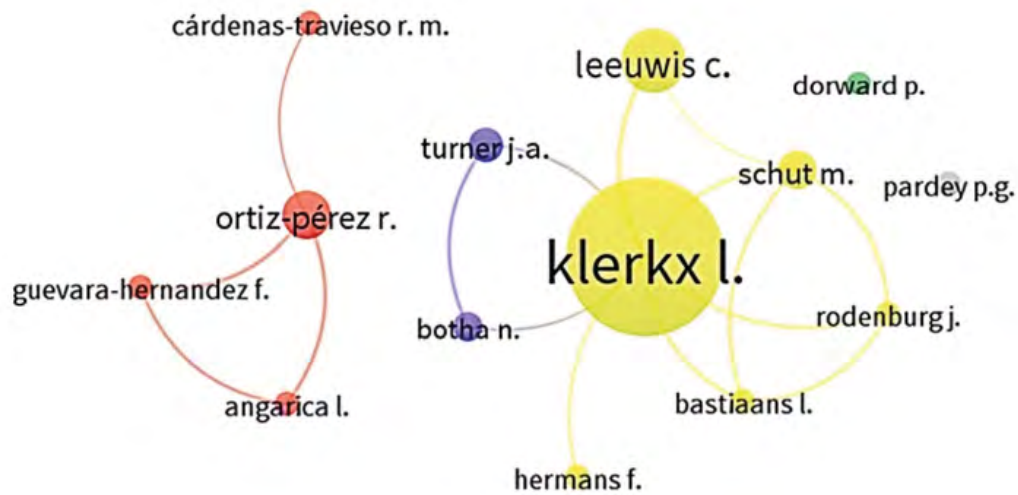 cárdenas-travieso r. m.
leeuwis c.
dorward p.
turner j.a.
schut m.
pardey p.g.
ortiz-pérez r.
klerkx l.
guevara-hernandez f.
rodenburg j.
botha n.
angarica l.
bastiaans l.
hermans f.